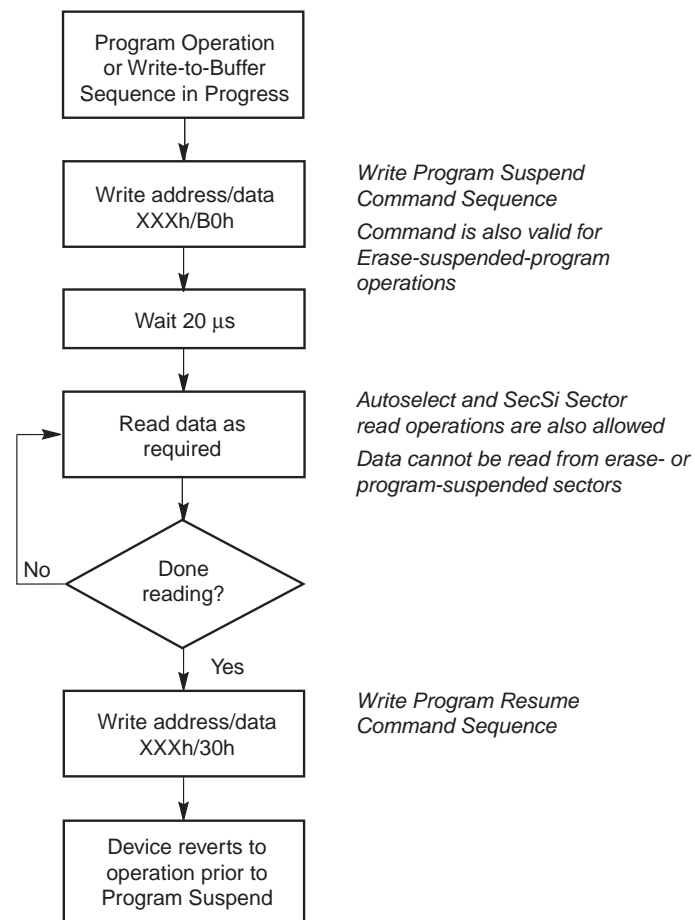 Program Operation
or Write-to-Buffer
Sequence in Progress
Write address/data
XXXh/B0h
Write Program Suspend
Command Sequence
Command is also valid for
Erase-suspended-program
operations
Wait 20 μs
Read data as
required
Autoselect and SecSi Sector
read operations are also allowed
Data cannot be read from erase- or
program-suspended sectors
No
Done
reading?
Yes
Write address/data
XXXh/30h
Write Program Resume
Command Sequence
Device reverts to
operation prior to
Program Suspend